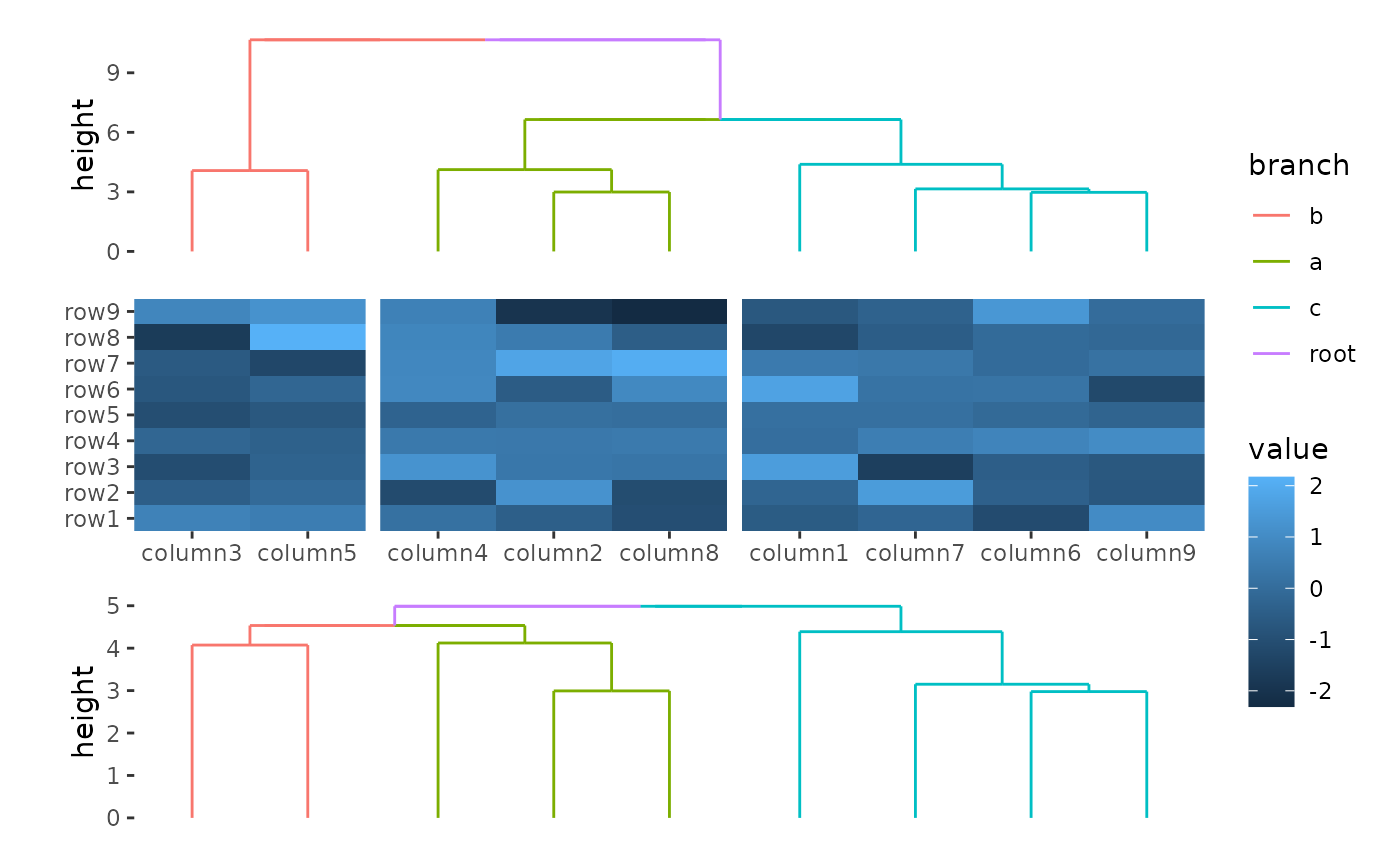 height
9
6
3
0
row9
row8
row7
row6
row5
row4
row3
row2
row1
column3 column5 column4 column2 column8 column1 column7 column6 column9
height
5
4
3
2
1
0
branch
b
a
c
root
value
2
1
0
-1
-2